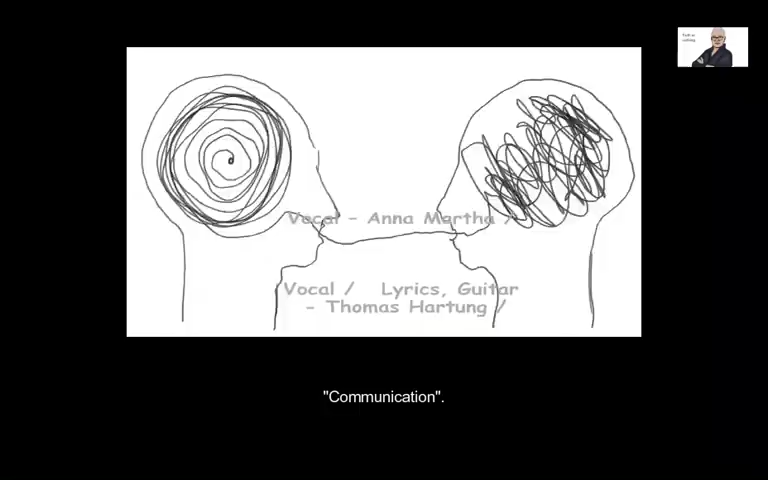 Vocal - Anna Martha /
Vocal / Lyrics, Guitar
- Thomas Hartung /
"Communication".